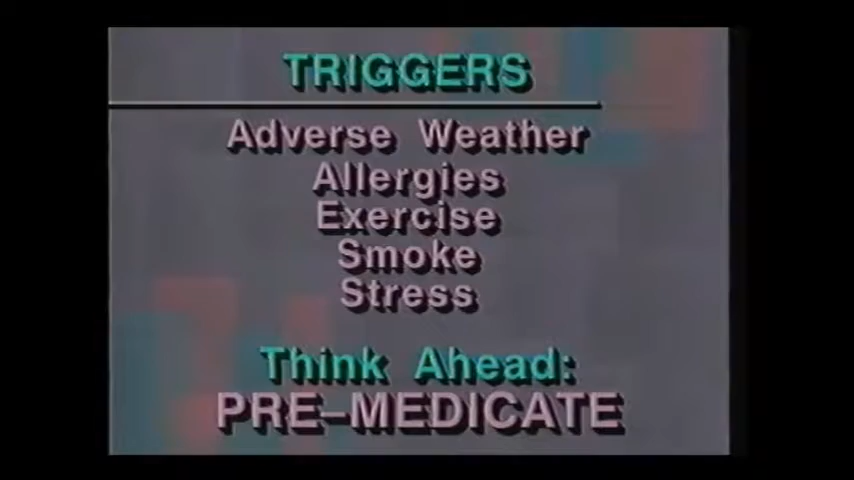 TRIGGERS
Adverse Weather
Allergies
Exercise
Smoke
Stress
Think Ahead:
PRE–MEDICATE